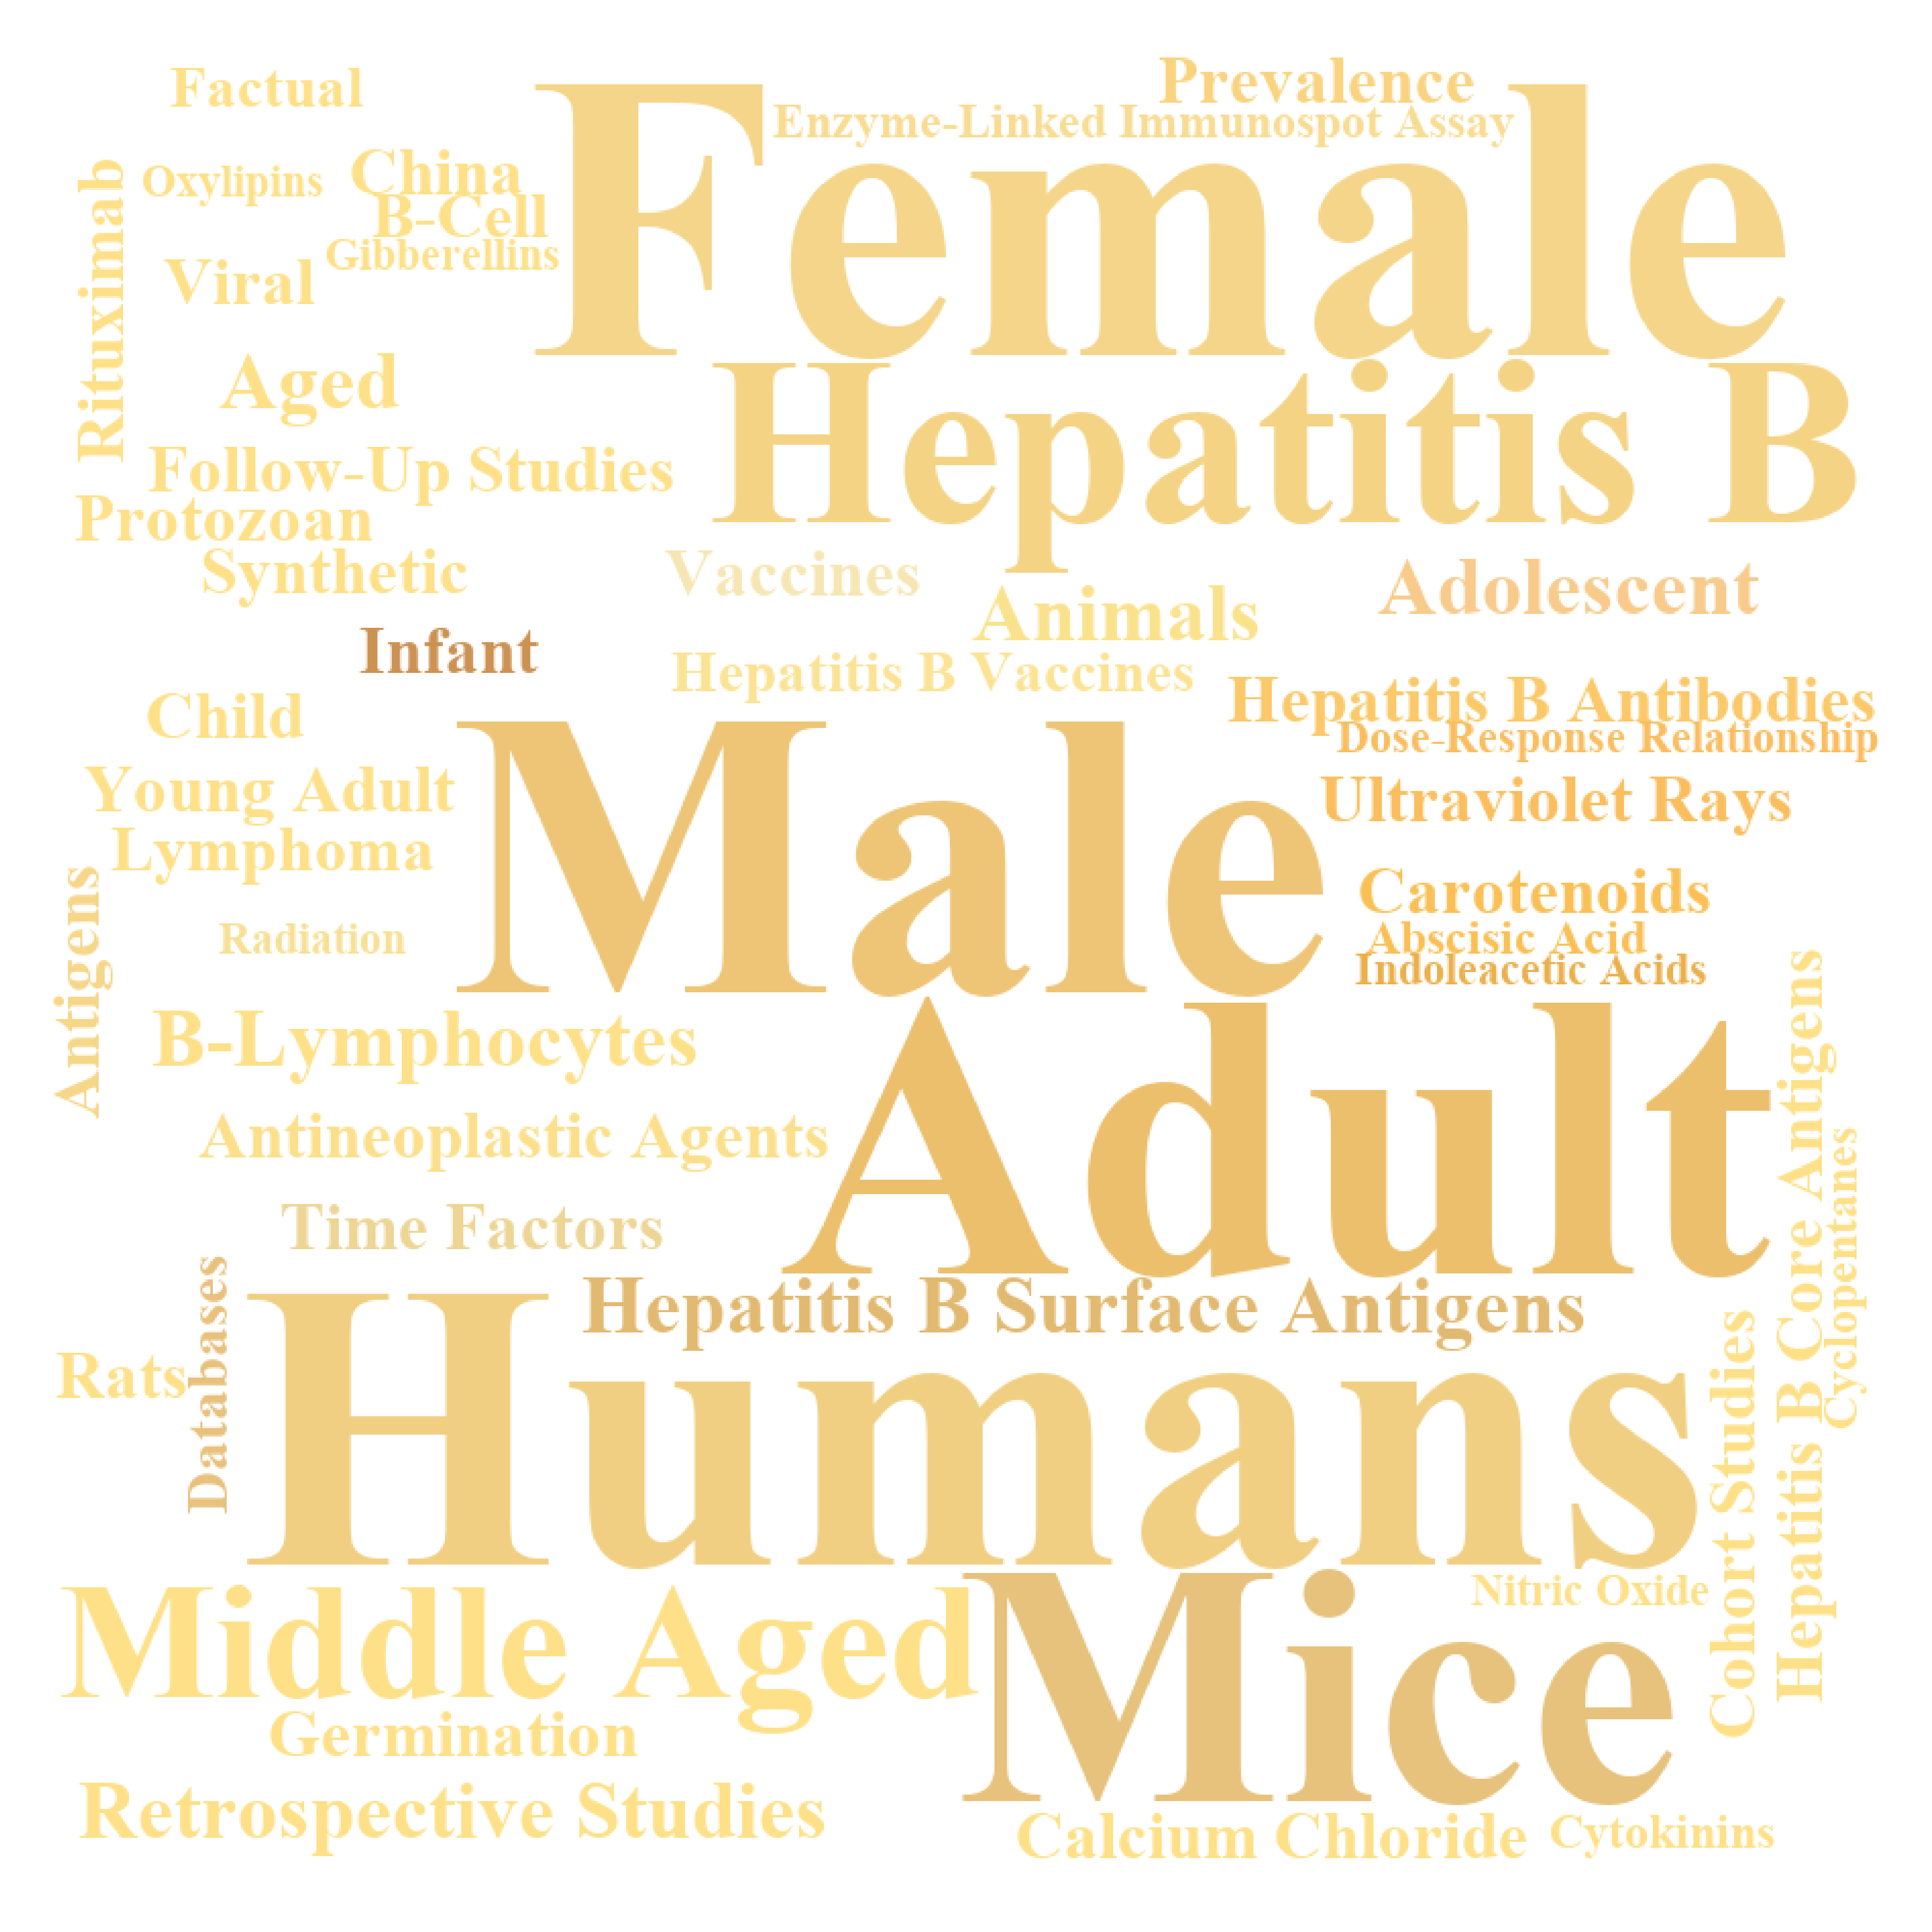 Factual
Prevalence
Female
Enzyme-Linked Immunospot Assay
Rituximab
Oxylipins
China
B-Cell
Gibberellins
Viral
Aged
Hepatitis B
Follow-Up Studies
Protozoan
Synthetic
Vaccines
Animals
Adolescent
Infant
Hepatitis B Vaccines
Hepatitis B Antibodies
Dose-Response Relationship
Child
Male
Young Adult
Ultraviolet Rays
Lymphoma
Antigens
Carotenoids
Radiation
Abscisic Acid
Indoleacetic Acids
B-Lymphocytes
Adult
Hepatitis B Core Antigens
Cyclopentanes
Antineoplastic Agents
Time Factors
Databases
Hepatitis B Surface Antigens
Rats
Humans
Cohort Studies
Middle Aged
Mice
Nitric Oxide
Germination
Retrospective Studies
Calcium Chloride
Cytokinins